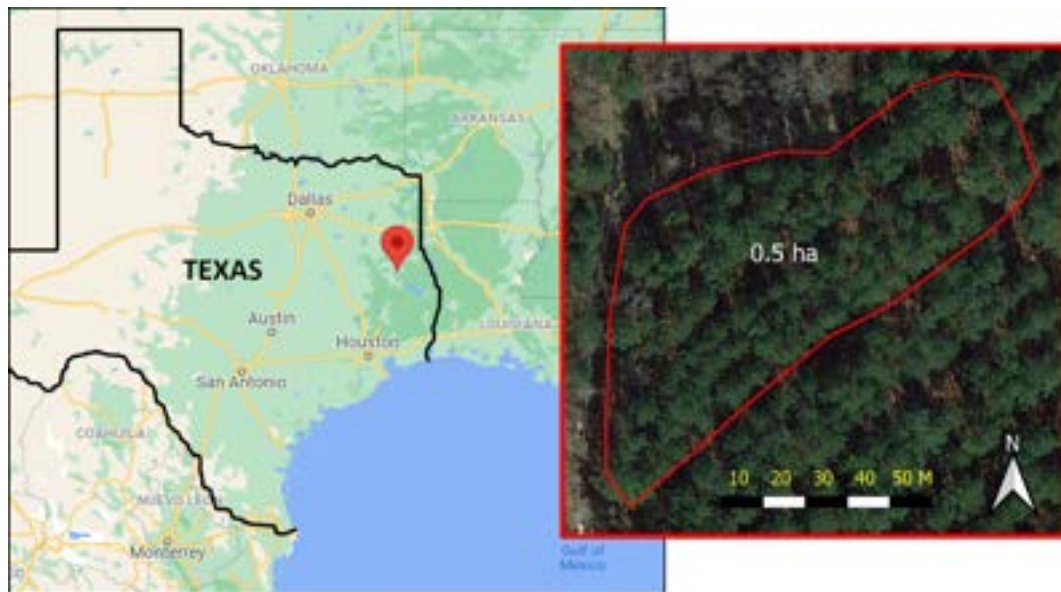 OKLAHOMA
ARKANSAS
Dallas
TEXAS
Austin
Houston
LOUISIANA
San Antonio
COAHUILA
NUEVO LEON
Monterrey
Gulf of
Mexico
0.5 ha
N
10 20 30 40 50 M